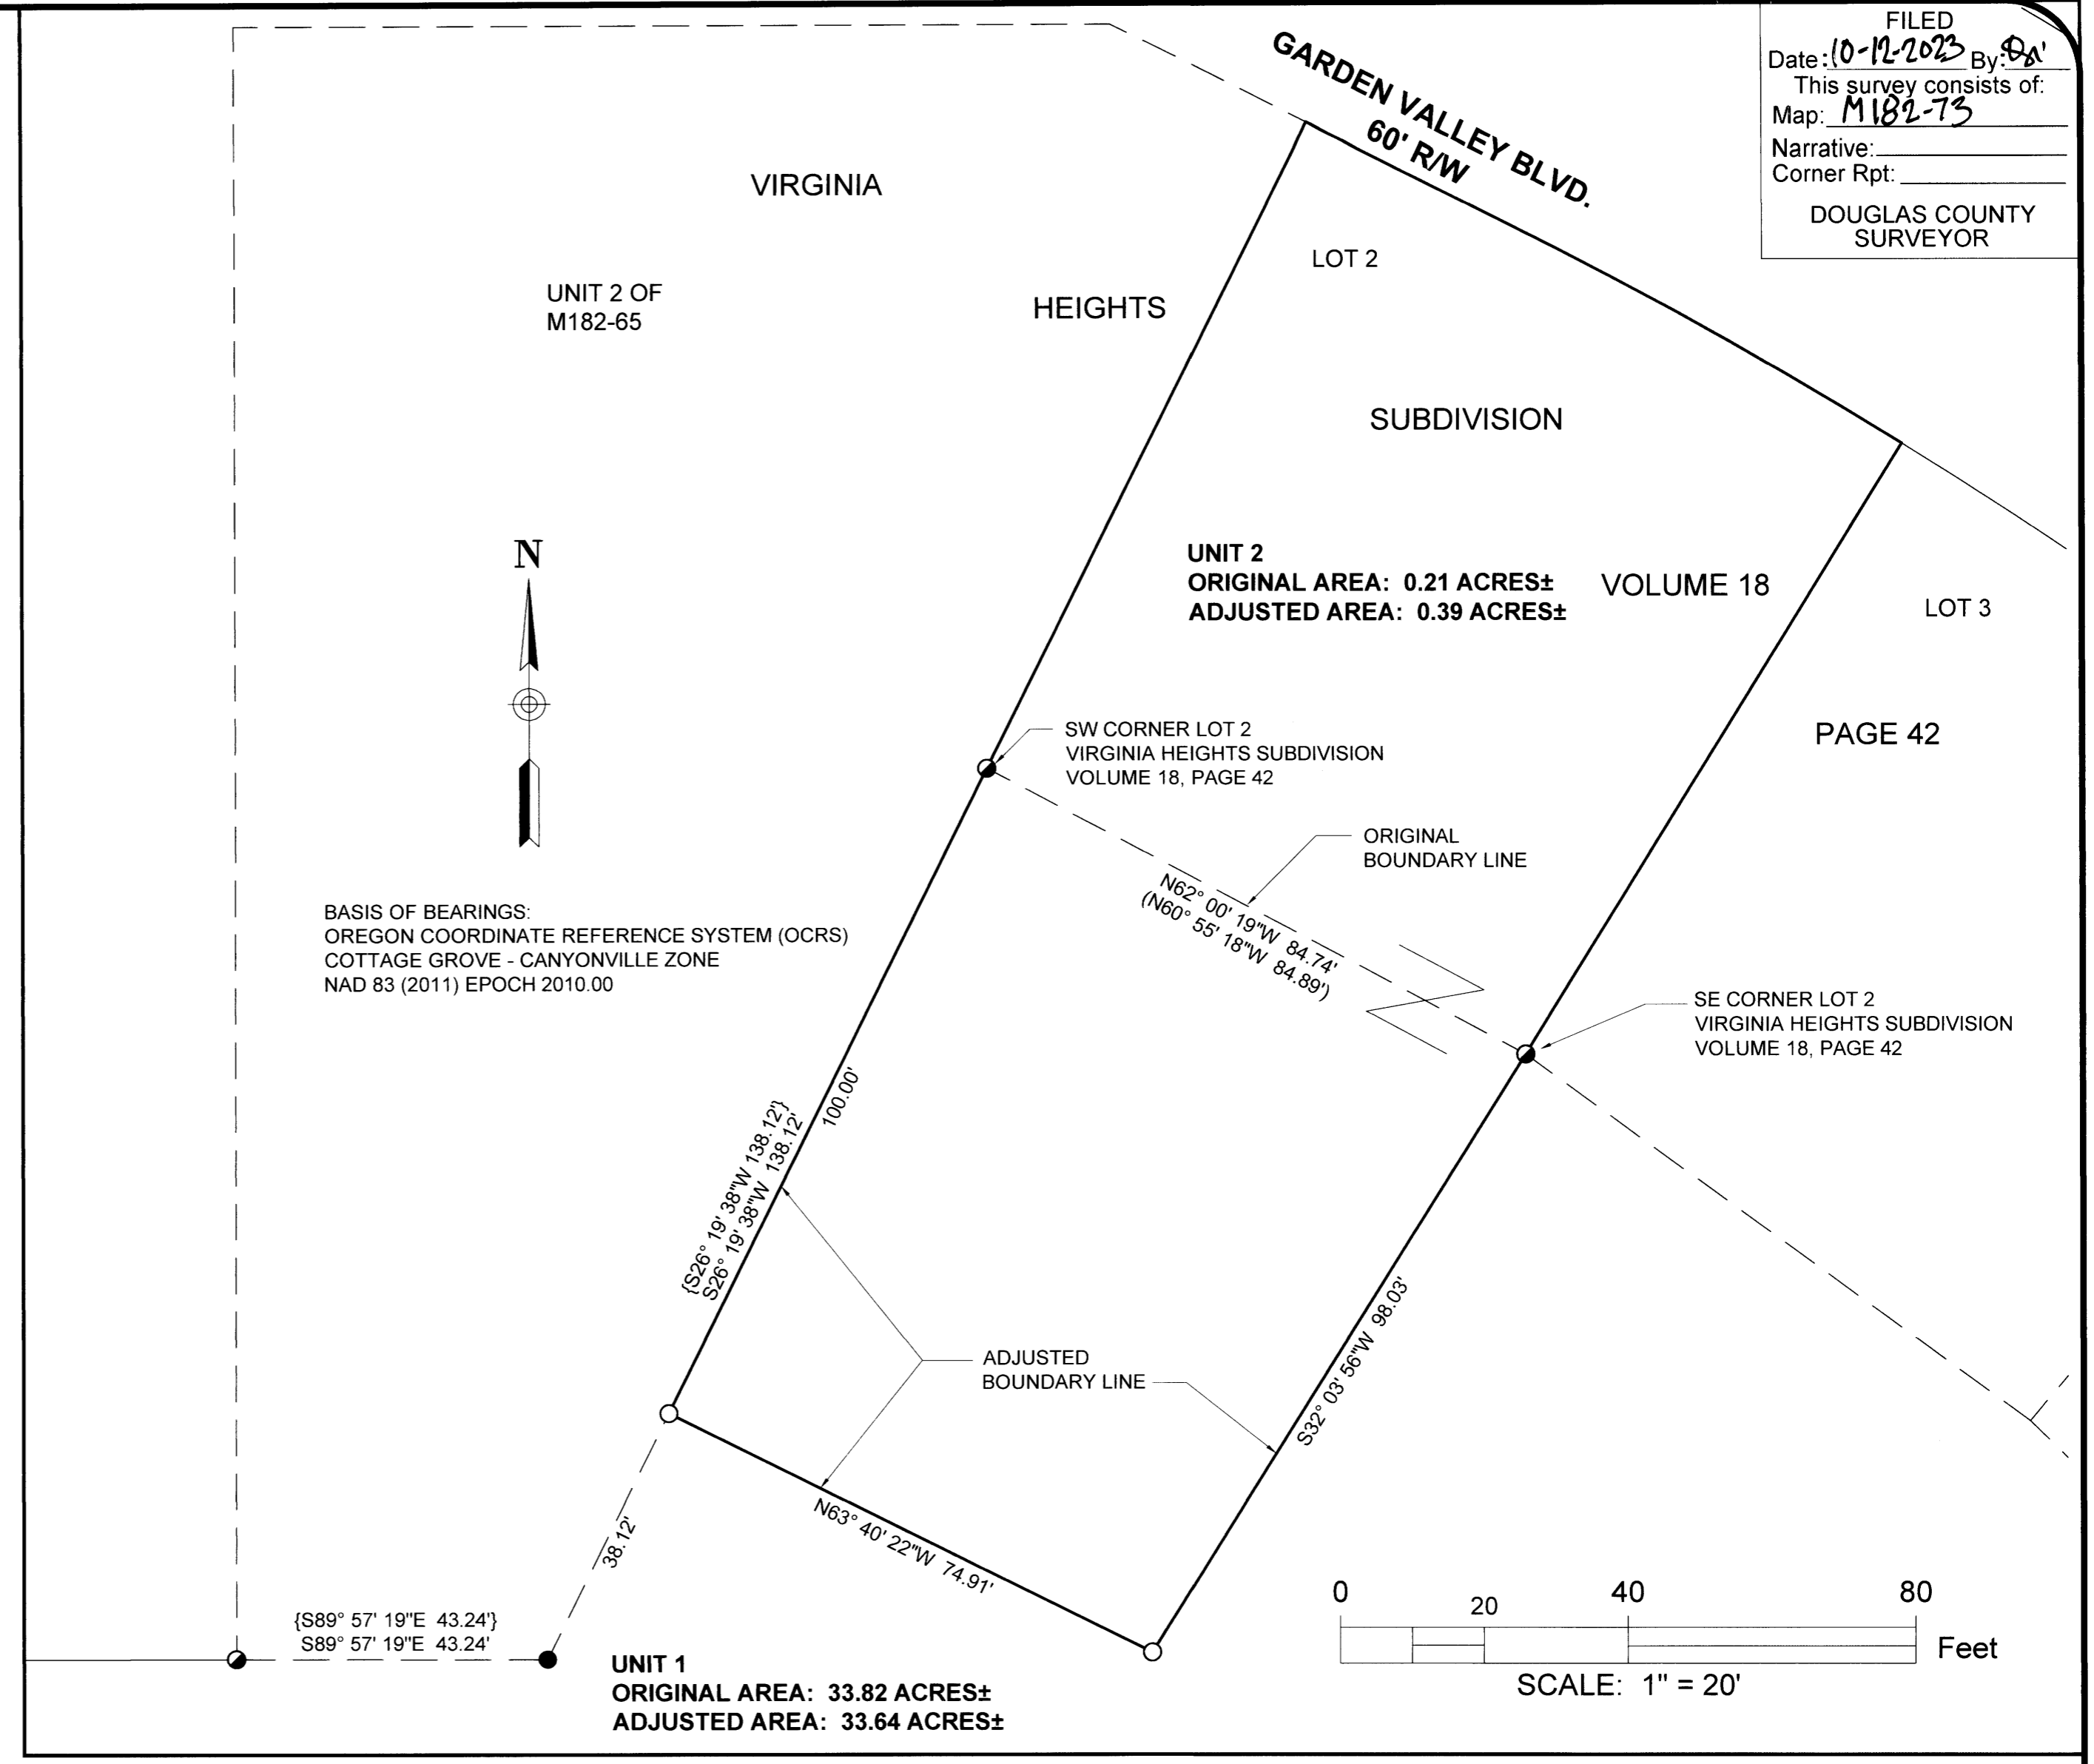 FILED
Date: 10-12-2023 By:
This survey consists of:
Map: M182-73
Narrative:
Corner Rpt:
DOUGLAS COUNTY
SURVEYOR
GARDEN VALLEY BLVD.
60' R/W
VIRGINIA
HEIGHTS
SUBDIVISION
VOLUME 18
PAGE 42
UNIT 2 OF
M182-65
LOT 2
LOT 3
UNIT 2
ORIGINAL AREA: 0.21 ACRES±
ADJUSTED AREA: 0.39 ACRES±
N
SW CORNER LOT 2
VIRGINIA HEIGHTS SUBDIVISION
VOLUME 18, PAGE 42
ORIGINAL
BOUNDARY LINE
N62° 00' 19"W 84.74'
(N60° 55' 18"W 84.89')
BASIS OF BEARINGS:
OREGON COORDINATE REFERENCE SYSTEM (OCRS)
COTTAGE GROVE - CANYONVILLE ZONE
NAD 83 (2011) EPOCH 2010.00
SE CORNER LOT 2
VIRGINIA HEIGHTS SUBDIVISION
VOLUME 18, PAGE 42
100.00'
{S26° 19' 38"W 138.12'}
S26° 19' 38"W 138.12'
ADJUSTED
BOUNDARY LINE
S32° 03' 56"W 98.03'
N63° 40' 22"W 74.91'
38.12'
{S89° 57' 19"E 43.24'}
S89° 57' 19"E 43.24'
UNIT 1
ORIGINAL AREA: 33.82 ACRES±
ADJUSTED AREA: 33.64 ACRES±
0 20 40 80
Feet
SCALE: 1" = 20'